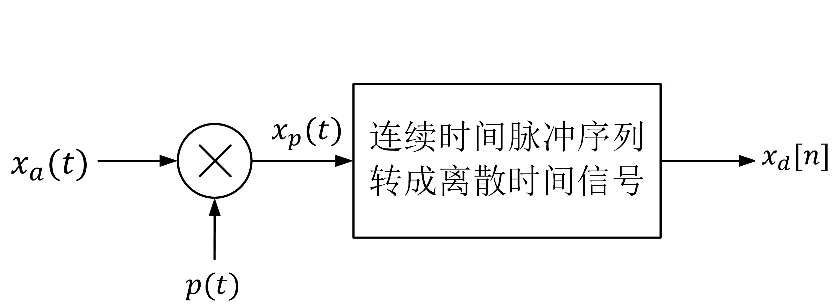 x_a(t)
x_p(t)
连续时间脉冲序列
转成离散时间信号
x_d[n]
p(t)